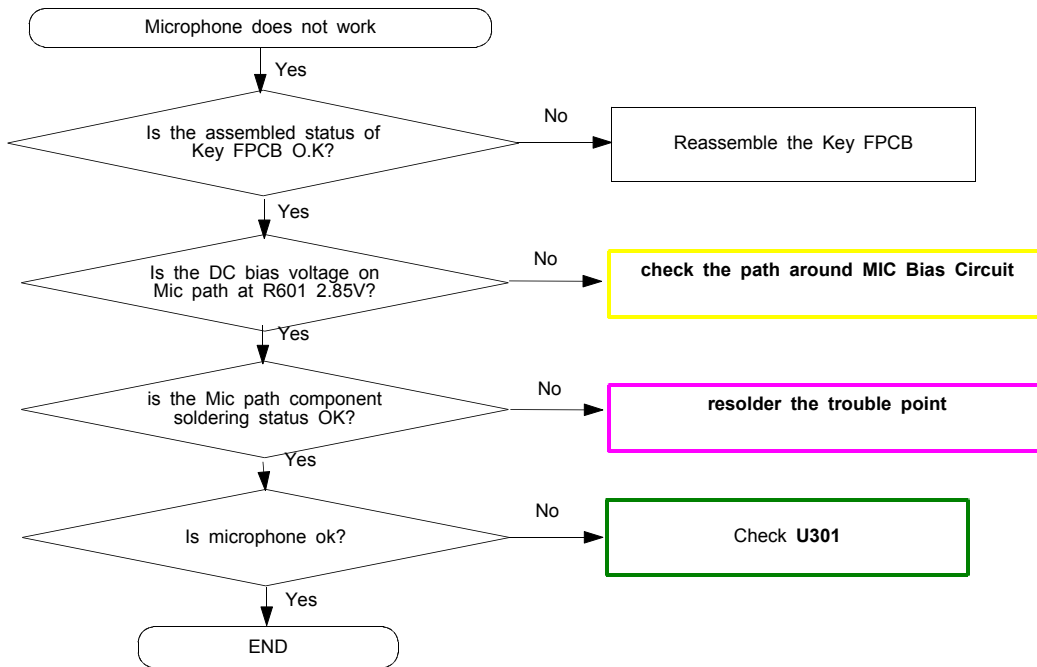 Microphone does not work
Yes
Is the assembled status of
Key FPCB O.K?
No
Reassemble the Key FPCB
Yes
Is the DC bias voltage on
Mic path at R601 2.85V?
No
check the path around MIC Bias Circuit
Yes
is the Mic path component
soldering status OK?
No
resolder the trouble point
Yes
Is microphone ok?
No
Check U301
Yes
END